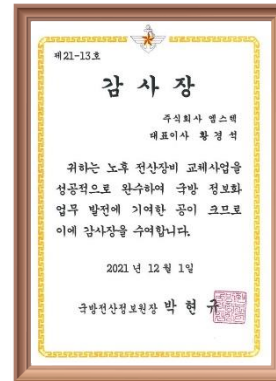 제21-13호
감사장
주식회사 엠스텍
대표이사 황경석
귀하는 노후 전산장비 교체사업을
성공적으로 완수하여 국방 정보화
업무 발전에 기여한 공이 크므로
이에 감사장을 수여합니다.
2021년 12월 1일
국방전산정보원장 박현규